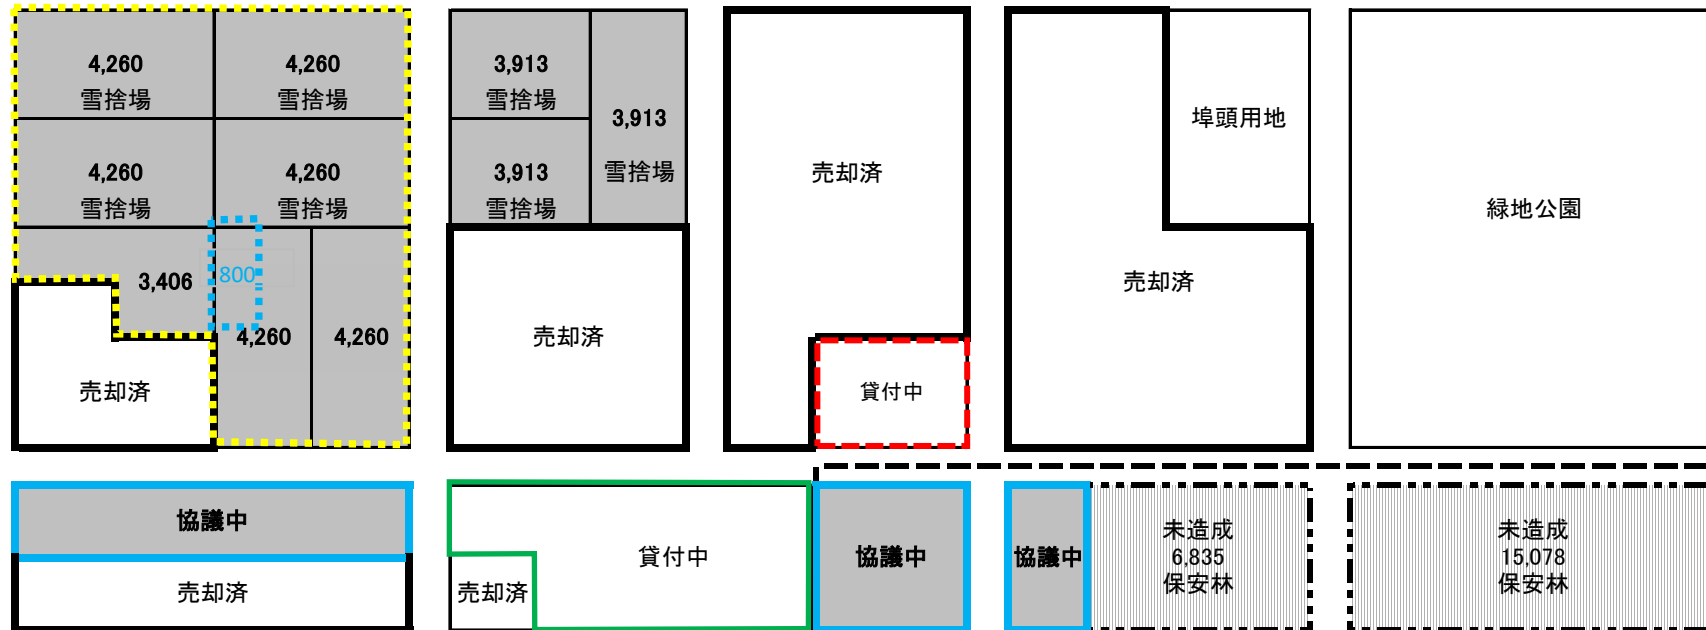 4,260
雪捨場
4,260
雪捨場
4,260
雪捨場
4,260
雪捨場
3,406
800
4,260
4,260
売却済
3,913
雪捨場
3,913
雪捨場
3,913
雪捨場
売却済
売却済
貸付中
埠頭用地
売却済
緑地公園
協議中
売却済
貸付中
売却済
協議中
協議中
未造成
6,835
保安林
未造成
15,078
保安林